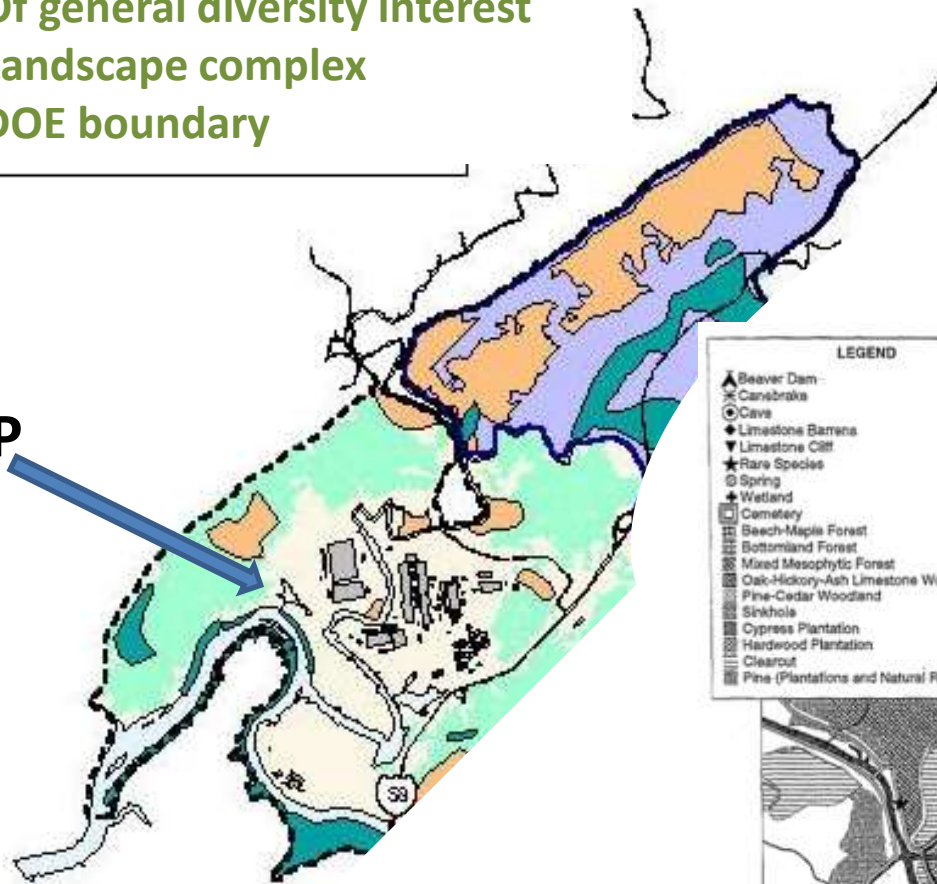 Of general diversity interest
andscape complex
DOE boundary
P
58
LEGEND
Beaver Dam
Canebrake
Cave
Limestone Barrens
Limestone Cliff
Rare Species
Spring
Wetland
Cemetery
Beech-Maple Forest
Bottomland Forest
Mixed Mesophytic Forest
Oak-Hickory-Ash Limestone Wo
Pine-Cedar Woodland
Sinkhole
Cypress Plantation
Hardwood Plantation
Clearcut
Pine (Plantations and Natural R